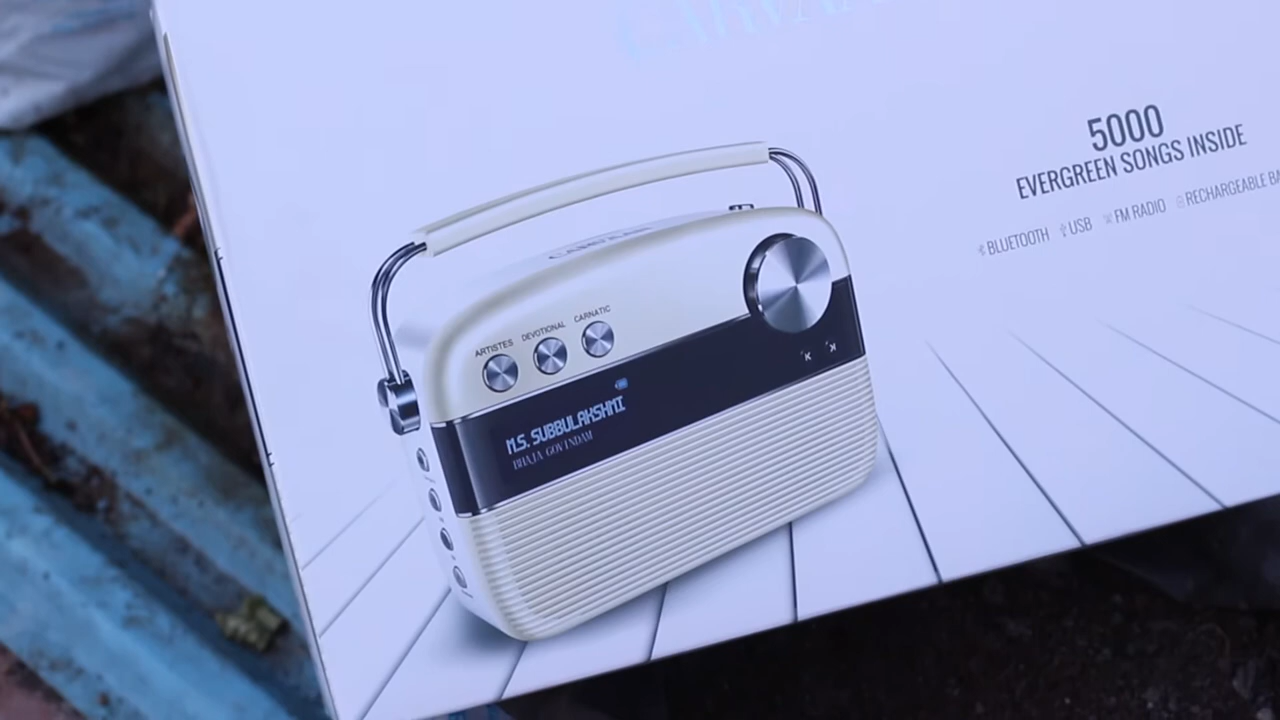 5000
EVERGREEN SONGS INSIDE
BLUETOOTH USB FM RADIO RECHARGEABLE
ARTISTES DEVOTIONAL CARNATIC
M.S. SUBBULAKSHMI
BHAJA GOVINDAM